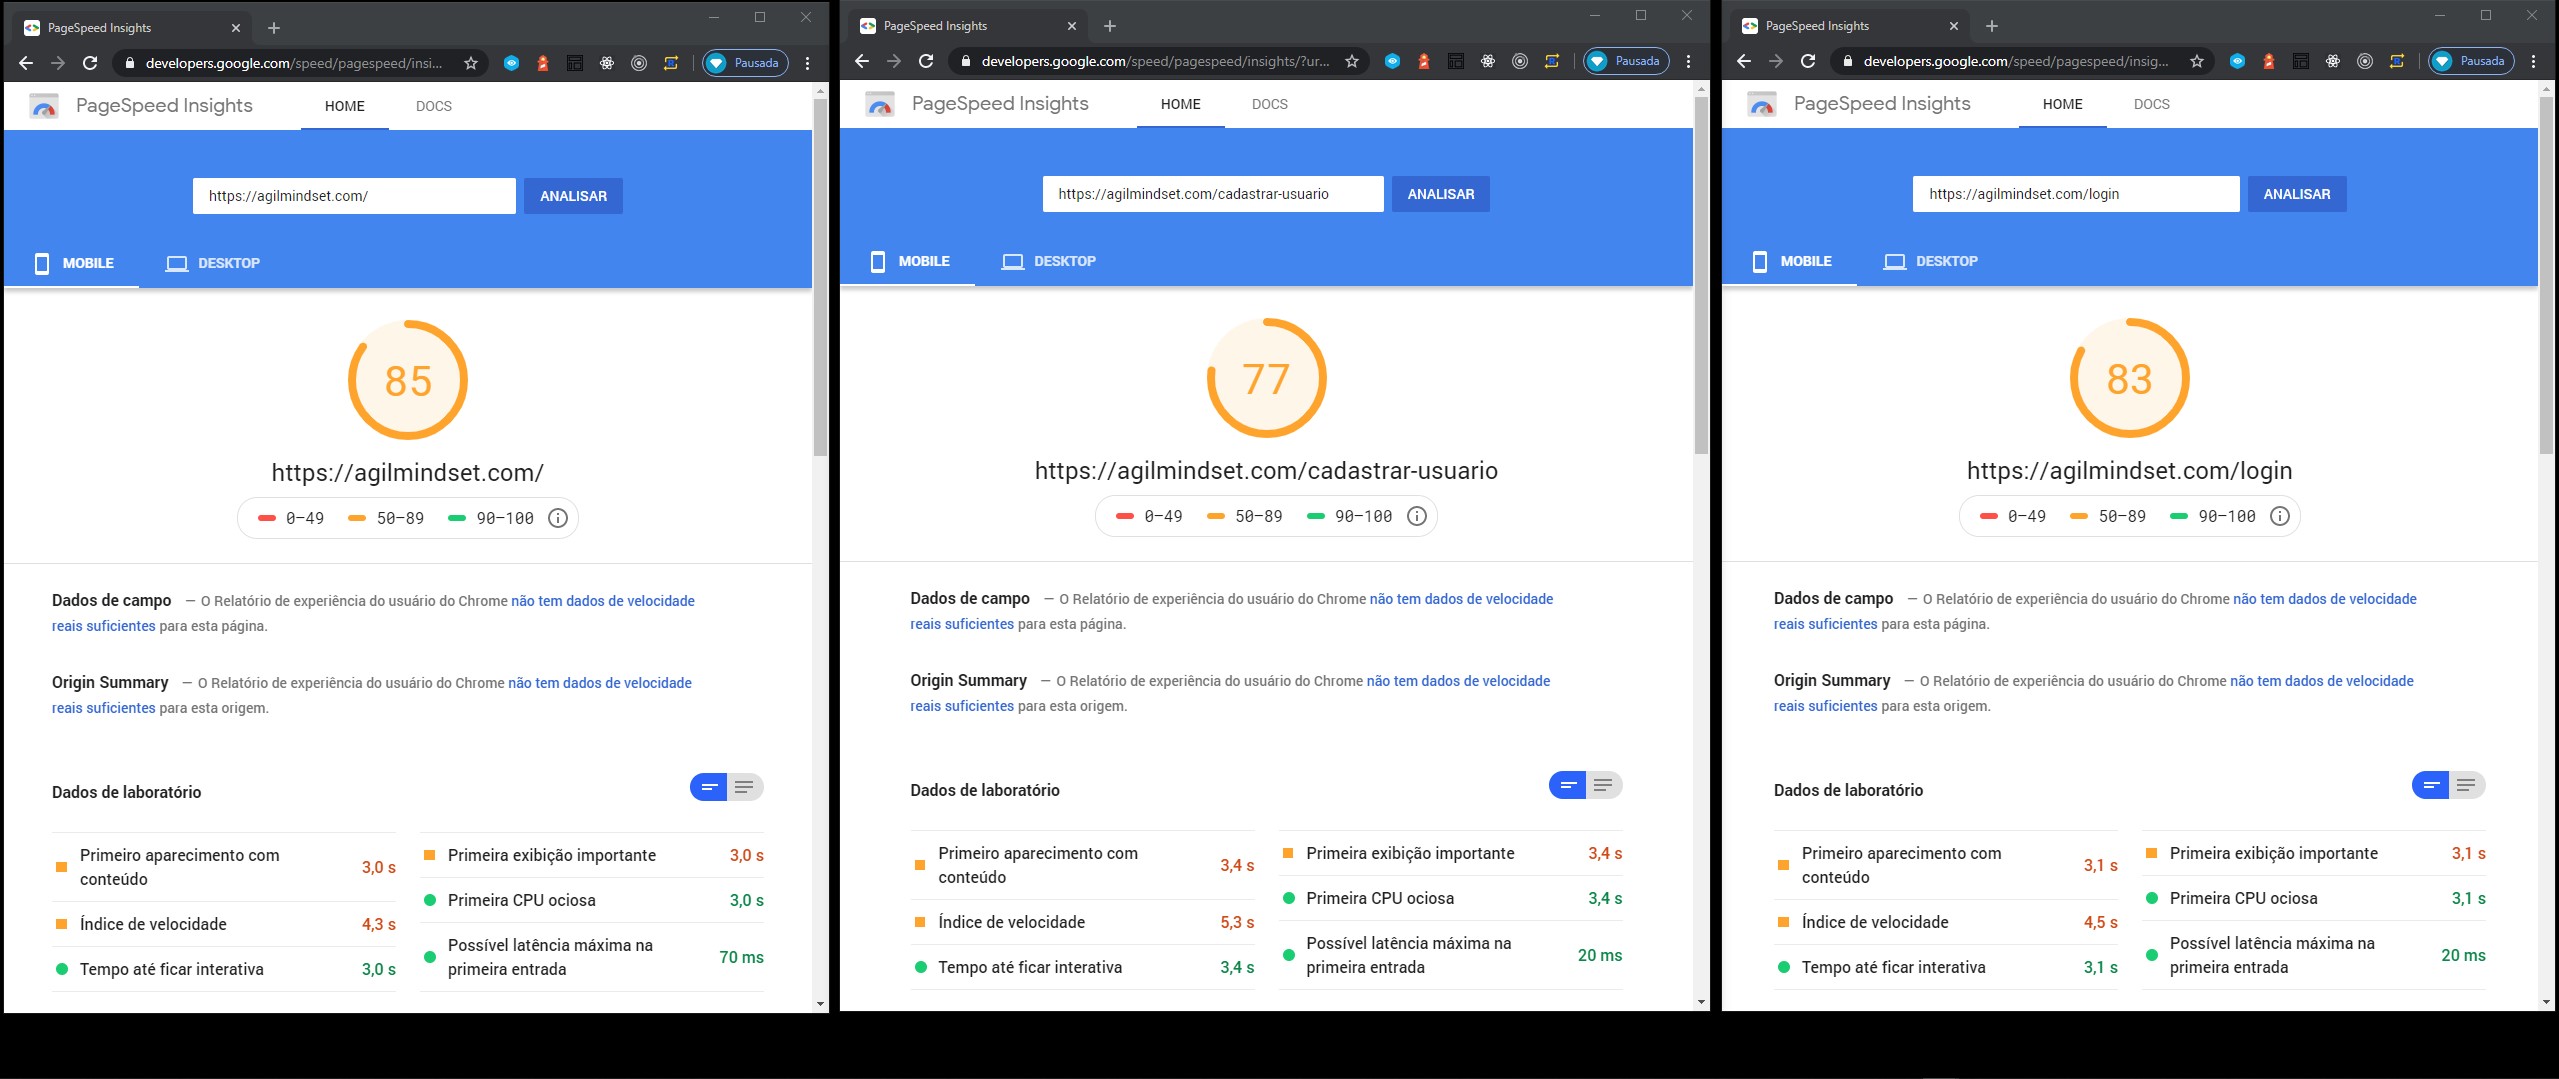 PageSpeed Insights
developers.google.com/speed/pagespeed/insi...
Pausada
PageSpeed Insights
HOME
DOCS
https://agilmindset.com/
ANALISAR
MOBILE
DESKTOP
85
https://agilmindset.com/
0–49
50–89
90–100
Dados de campo — O Relatório de experiência do usuário do Chrome não tem dados de velocidade
reais suficientes para esta página.
Origin Summary — O Relatório de experiência do usuário do Chrome não tem dados de velocidade
reais suficientes para esta origem.
Dados de laboratório
Primeiro aparecimento com
conteúdo
3,0 s
Índice de velocidade
4,3 s
Tempo até ficar interativa
3,0 s
Primeira exibição importante
3,0 s
Primeira CPU ociosa
3,0 s
Possível latência máxima na
primeira entrada
70 ms
PageSpeed Insights
developers.google.com/speed/pagespeed/insights/?ur...
Pausada
PageSpeed Insights
HOME
DOCS
https://agilmindset.com/cadastrar-usuario
ANALISAR
MOBILE
DESKTOP
77
https://agilmindset.com/cadastrar-usuario
0–49
50–89
90–100
Dados de campo — O Relatório de experiência do usuário do Chrome não tem dados de velocidade
reais suficientes para esta página.
Origin Summary — O Relatório de experiência do usuário do Chrome não tem dados de velocidade
reais suficientes para esta origem.
Dados de laboratório
Primeiro aparecimento com
conteúdo
3,4 s
Índice de velocidade
5,3 s
Tempo até ficar interativa
3,4 s
Primeira exibição importante
3,4 s
Primeira CPU ociosa
3,4 s
Possível latência máxima na
primeira entrada
20 ms
PageSpeed Insights
developers.google.com/speed/pagespeed/insig...
Pausada
PageSpeed Insights
HOME
DOCS
https://agilmindset.com/login
ANALISAR
MOBILE
DESKTOP
83
https://agilmindset.com/login
0–49
50–89
90–100
Dados de campo — O Relatório de experiência do usuário do Chrome não tem dados de velocidade
reais suficientes para esta página.
Origin Summary — O Relatório de experiência do usuário do Chrome não tem dados de velocidade
reais suficientes para esta origem.
Dados de laboratório
Primeiro aparecimento com
conteúdo
3,1 s
Índice de velocidade
4,5 s
Tempo até ficar interativa
3,1 s
Primeira exibição importante
3,1 s
Primeira CPU ociosa
3,1 s
Possível latência máxima na
primeira entrada
20 ms